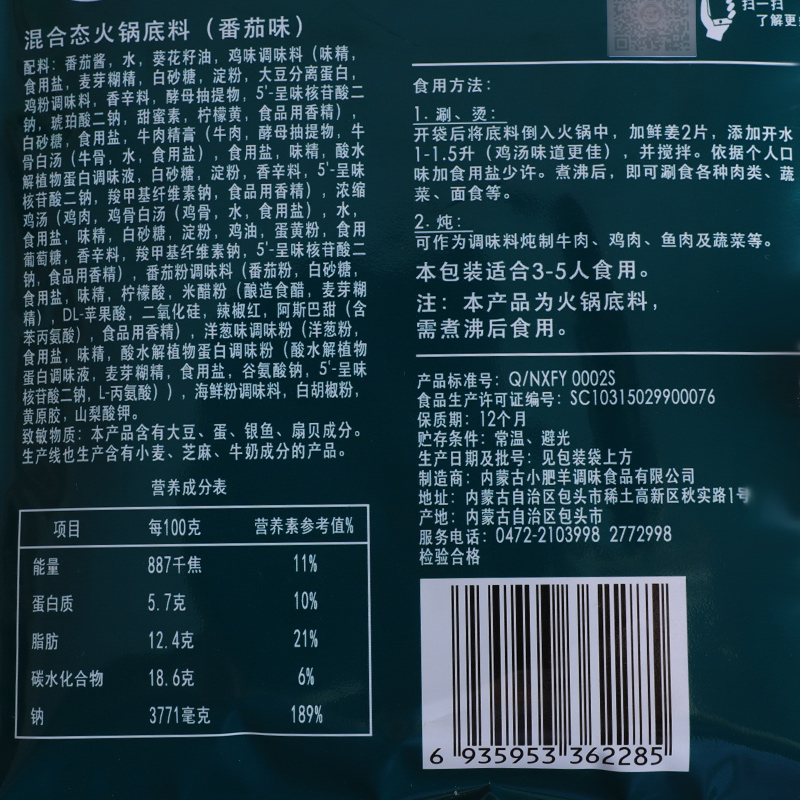 混合态火锅底料（番茄味）
配料：番茄酱，水，葵花籽油，鸡味调味料（味精，
食用盐，麦芽糊精，白砂糖，淀粉，大豆分离蛋白，
鸡粉调味料，香辛料，酵母抽提物，5'-呈味核苷酸二
钠，琥珀酸二钠，甜蜜素，柠檬黄，食品用香精），
白砂糖，食用盐，牛肉精膏（牛肉，酵母抽提物，牛
骨白汤（牛骨，水，食用盐），食用盐，味精，酸水
解植物蛋白调味液，白砂糖，淀粉，香辛料，5'-呈味
核苷酸二钠，羧甲基纤维素钠，食品用香精），浓缩
鸡汤（鸡肉，鸡骨白汤（鸡骨，水，食用盐），水，
食用盐，味精，白砂糖，淀粉，鸡油，蛋黄粉，食用
葡萄糖，香辛料，羧甲基纤维素钠，5'-呈味核苷酸二
钠，食品用香精），番茄粉调味料（番茄粉，白砂糖，
食用盐，味精，柠檬酸，米醋粉（酿造食醋，麦芽糊
精），DL-苹果酸，二氧化硅，辣椒红，阿斯巴甜（含
苯丙氨酸），食品用香精），洋葱味调味粉（洋葱粉，
食用盐，味精，酸水解植物蛋白调味粉（酸水解植物
蛋白调味液，麦芽糊精，食用盐，谷氨酸钠，5'-呈味
核苷酸二钠，L-丙氨酸）），海鲜粉调味料，白胡椒粉，
黄原胶，山梨酸钾。
致敏物质：本产品含有大豆、蛋、银鱼、扇贝成分。
生产线也生产含有小麦、芝麻、牛奶成分的产品。
营养成分表
项目 每100克 营养素参考值%
能量 887千焦 11%
蛋白质 5.7克 10%
脂肪 12.4克 21%
碳水化合物 18.6克 6%
钠 3771毫克 189%
扫一扫
了解更
食用方法：
1. 涮、烫：
开袋后将底料倒入火锅中，加鲜姜2片，添加开水
1-1.5升（鸡汤味道更佳），并搅拌。依据个人口
味加食用盐少许。煮沸后，即可涮食各种肉类、蔬
菜、面食等。
2. 炖：
可作为调味料炖制牛肉、鸡肉、鱼肉及蔬菜等。
本包装适合3-5人食用。
注：本产品为火锅底料，
需煮沸后食用。
产品标准号：Q/NXFY 0002S
食品生产许可证编号：SC10315029900076
保质期：12个月
贮存条件：常温、避光
生产日期及批号：见包装袋上方
制造商：内蒙古小肥羊调味食品有限公司
地址：内蒙古自治区包头市稀土高新区秋实路1号
产地：内蒙古自治区包头市
服务电话：0472-2103998 2772998
检验合格
6 935953 362285